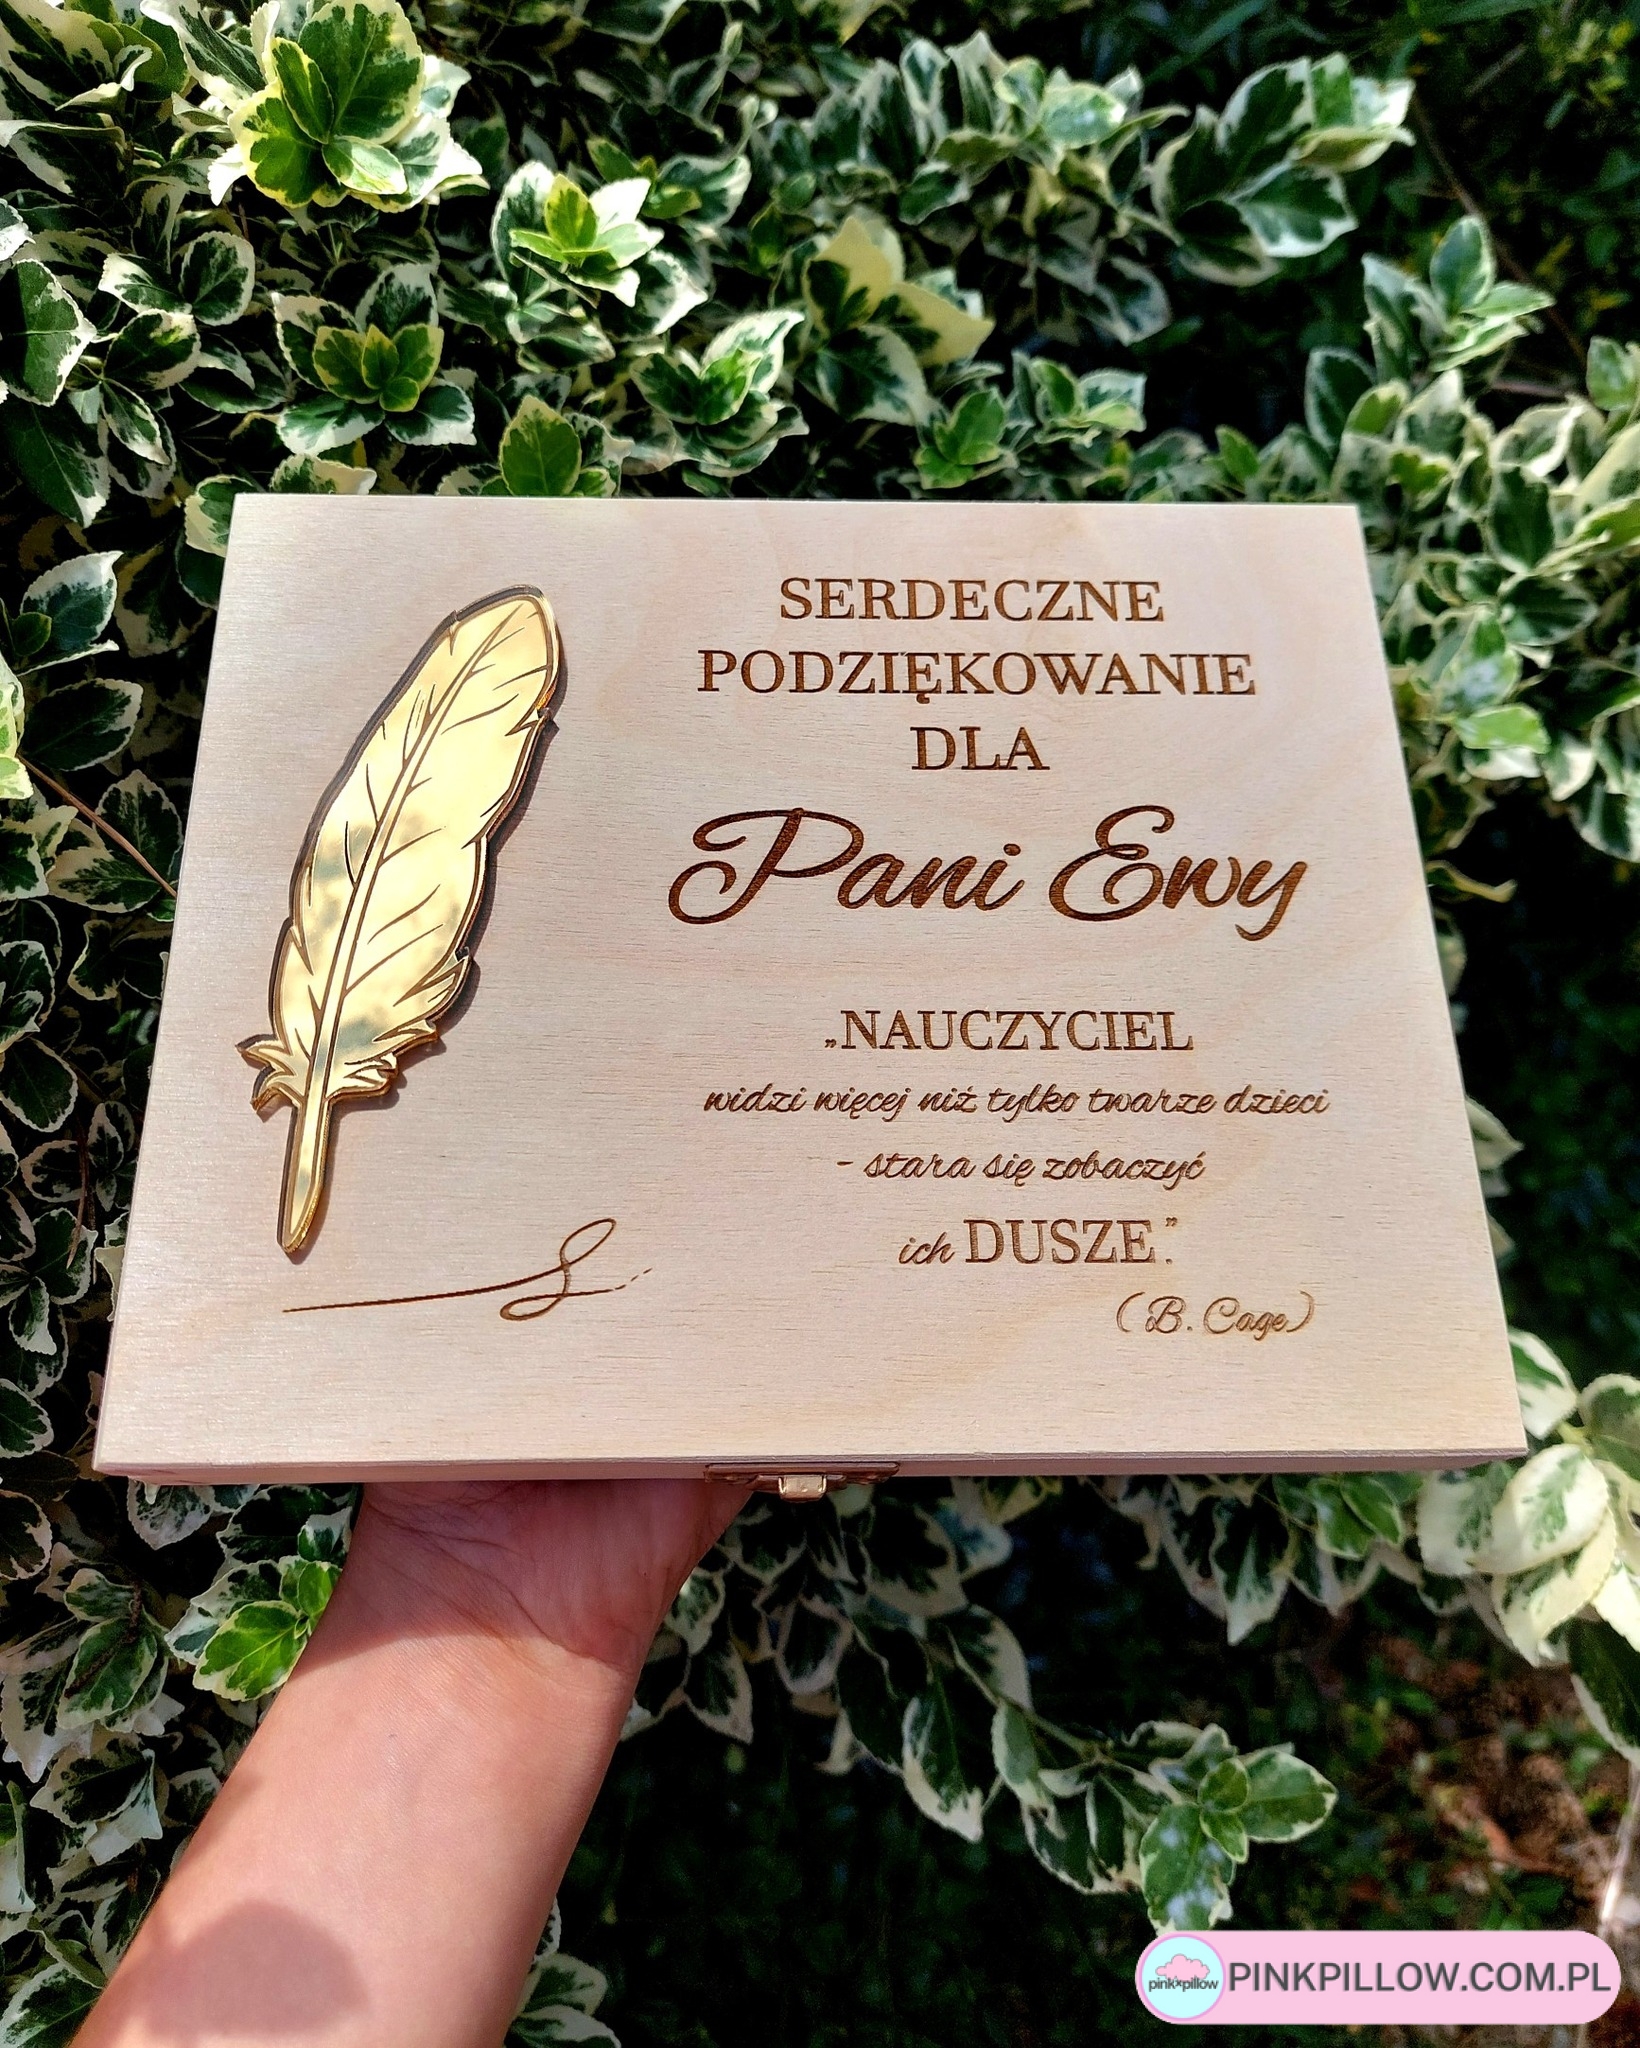 SERDECZNE
PODZIĘKOWANIE
DLA
Pani Ewy
„NAUCZYCIEL
widzi więcej niż tylko twarze dzieci
- stara się zobaczyć
ich DUSZE".
( B. Cage)
pink×pillow PINKPILLOW.COM.PL